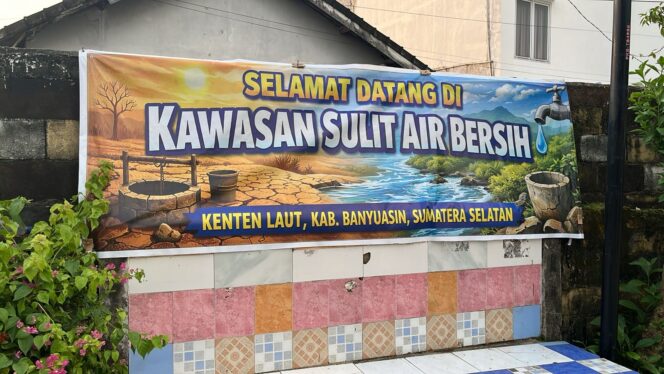 SELAMAT DATANG DI
KAWASAN SULIT AIR BERSIH
KENTEN LAUT, KAB. BANYUASIN, SUMATERA SELATAN